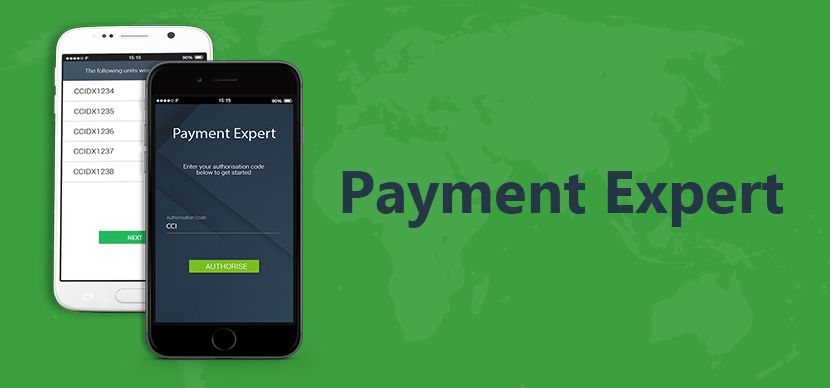 15:19
90%
The following units were
CCIDX1234
CCIDX1235
CCIDX1236
CCIDX1237
CCIDX1238
NEXT
15:19
90%
Payment Expert
Enter your authorisation code
below to get started
Authorisation Code
CCI
AUTHORISE
Payment Expert